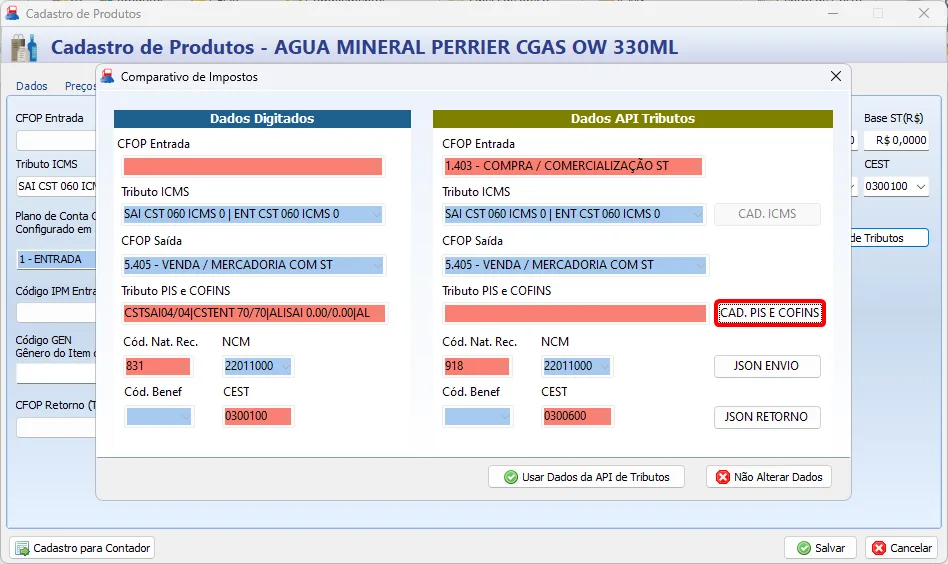 Cadastro de Produtos
Cadastro de Produtos - AGUA MINERAL PERRIER CGAS OW 330ML
Dados Preços
CFOP Entrada
Tributo ICMS
SAI CST 060 ICM
Plano de Conta C
Configurado em
1 - ENTRADA
Código IPM Entra
Código GEN
Gênero do Item d
CFOP Retorno (T
Base ST(R$)
R$ 0,0000
CEST
0300100
de Tributos
Comparativo de Impostos
Dados Digitados
CFOP Entrada
Tributo ICMS
SAI CST 060 ICMS 0 | ENT CST 060 ICMS 0
CFOP Saída
5.405 - VENDA / MERCADORIA COM ST
Tributo PIS e COFINS
CSTSAI04/04|CSTENT 70/70|ALISAI 0.00/0.00|AL
Cód. Nat. Rec. NCM
831 22011000
Cód. Benef CEST
0300100
Dados API Tributos
CFOP Entrada
1.403 - COMPRA / COMERCIALIZAÇÃO ST
Tributo ICMS
SAI CST 060 ICMS 0 | ENT CST 060 ICMS 0 CAD. ICMS
CFOP Saída
5.405 - VENDA / MERCADORIA COM ST
Tributo PIS e COFINS
CAD. PIS E COFINS
Cód. Nat. Rec. NCM
918 22011000 JSON ENVIO
Cód. Benef CEST
0300600 JSON RETORNO
Usar Dados da API de Tributos Não Alterar Dados
Cadastro para Contador Salvar Cancelar